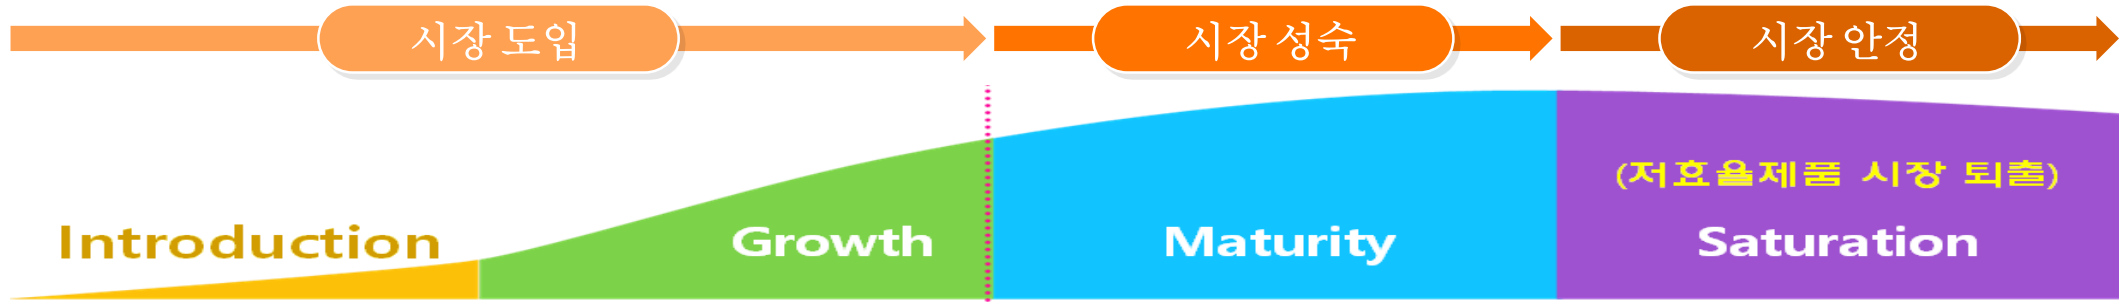 시장 도입
시장 성숙
시장 안정
Introduction
Growth
Maturity
(저효율제품 시장 퇴출)
Saturation